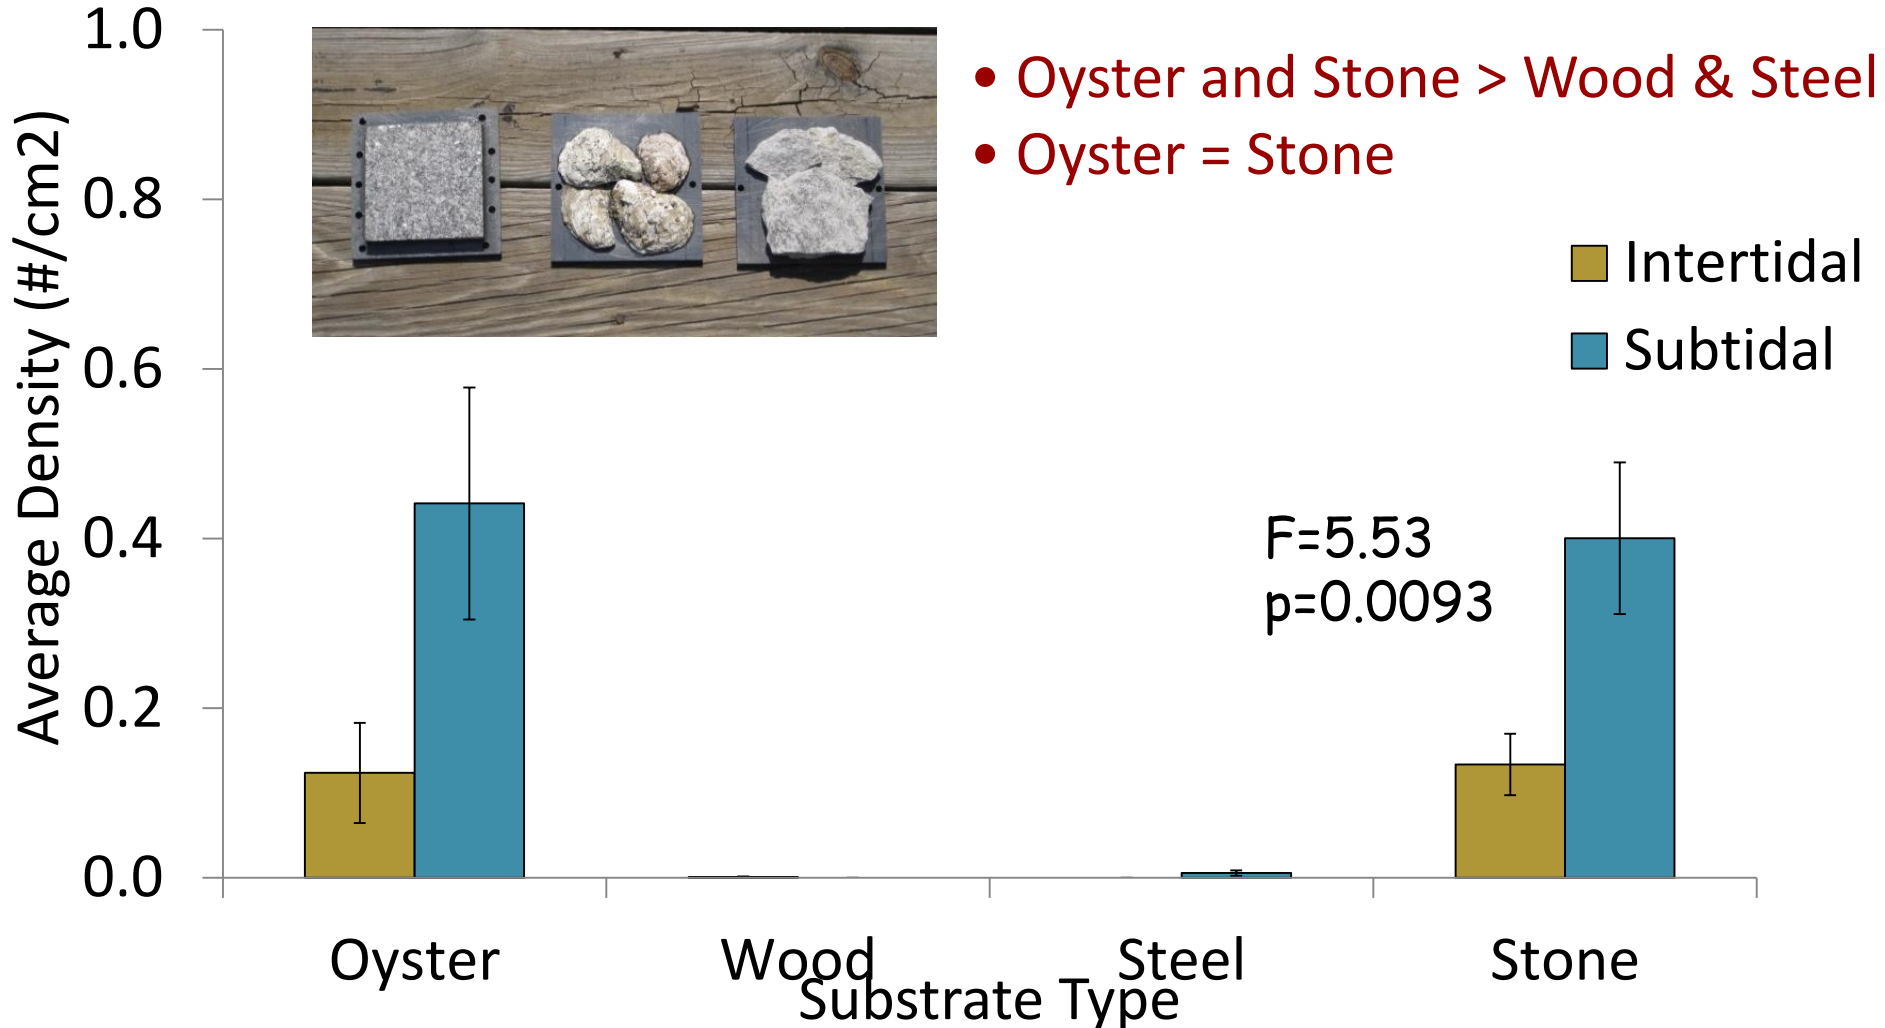 • Oyster and Stone > Wood & Steel
• Oyster = Stone
Intertidal
Subtidal
Average Density (#/cm2)
1.0
0.8
0.6
0.4
0.2
0.0
F=5.53
p=0.0093
Oyster Wood Steel Stone
Substrate Type